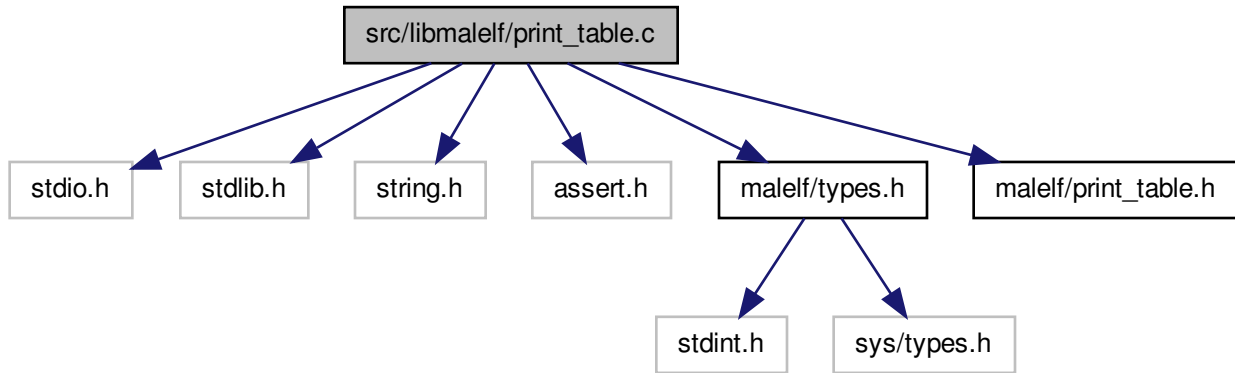 src/libmalelf/print_table.c
stdio.h
stdlib.h
string.h
assert.h
malelf/types.h
malelf/print_table.h
stdint.h
sys/types.h